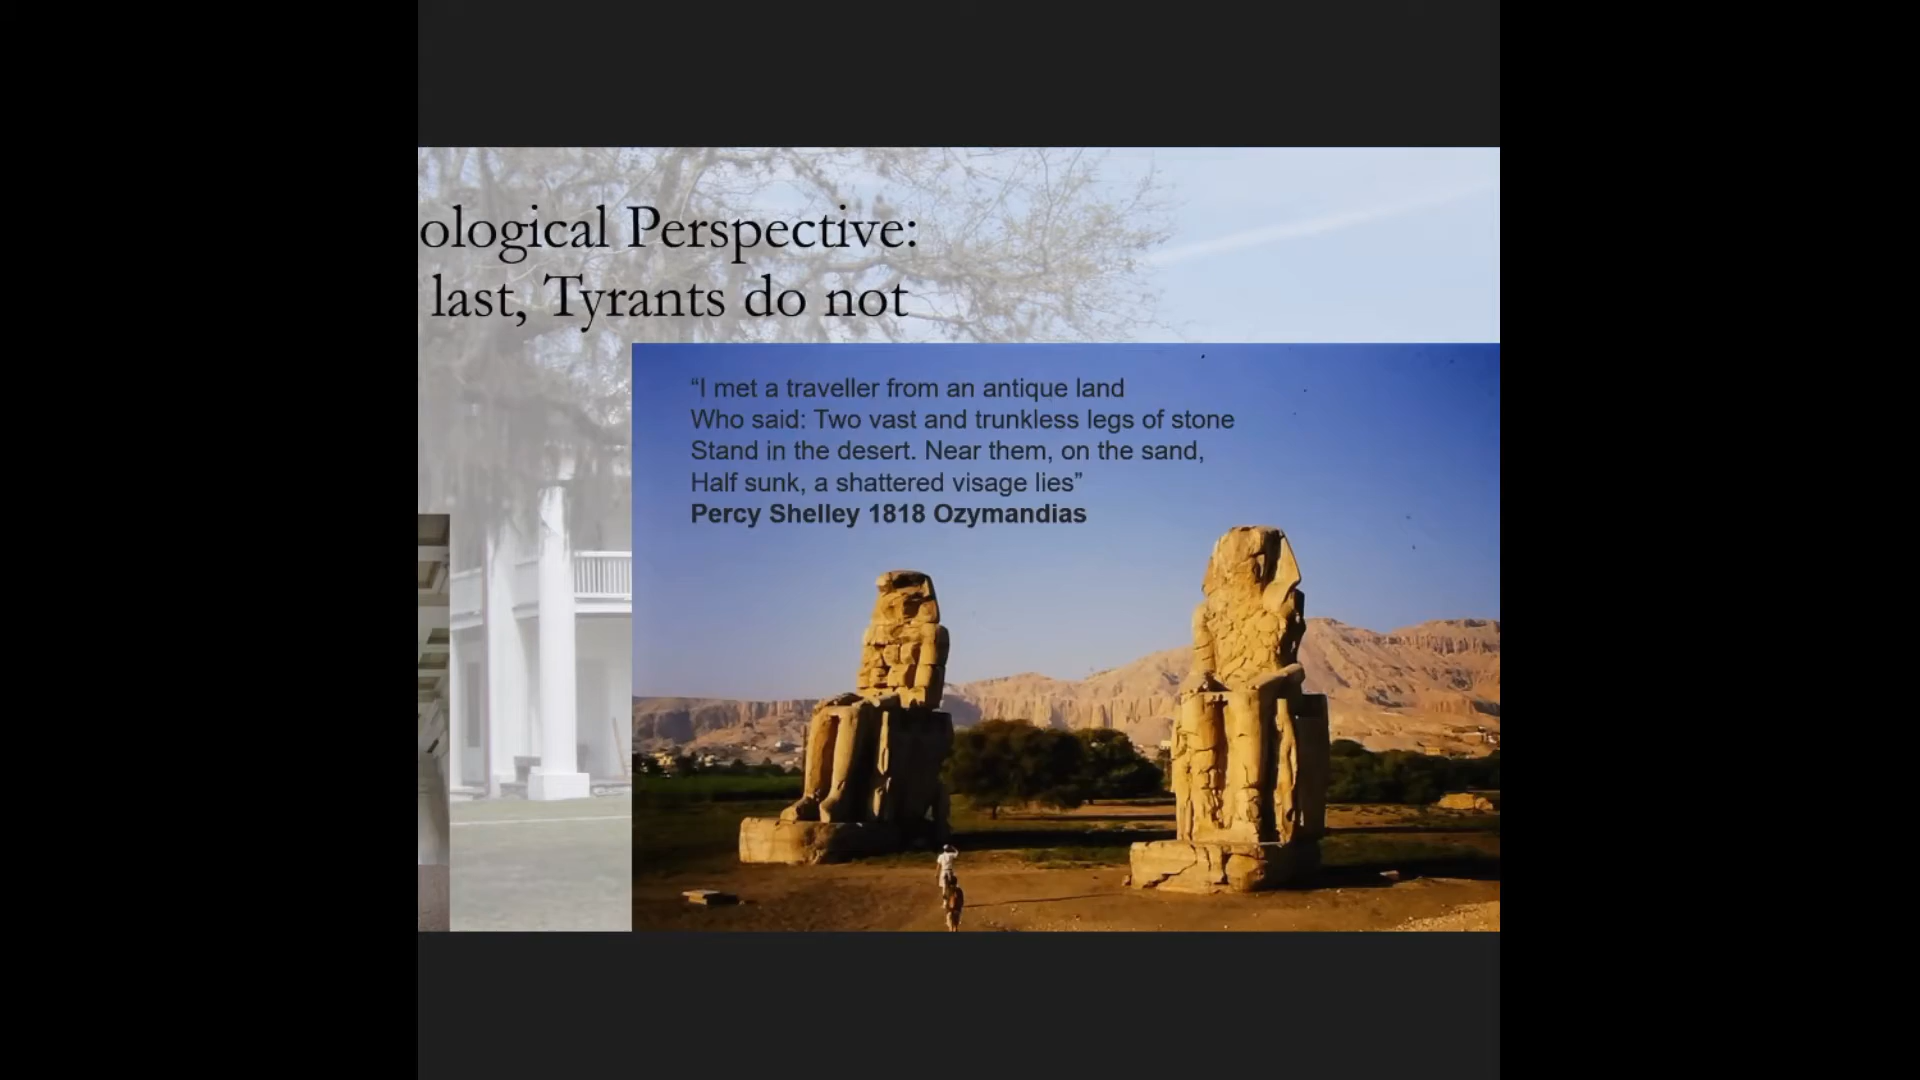 ological Perspective:
last, Tyrants do not
“I met a traveller from an antique land
Who said: Two vast and trunkless legs of stone
Stand in the desert. Near them, on the sand,
Half sunk, a shattered visage lies”
Percy Shelley 1818 Ozymandias